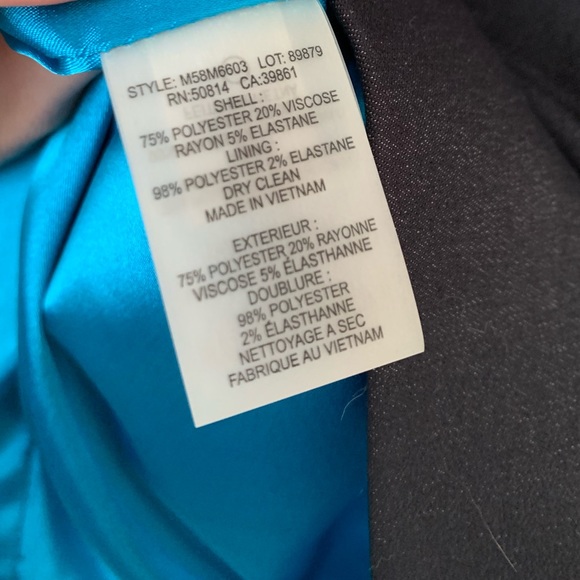 STYLE: M58M6603 LOT: 89879
RN:50814 CA:39861
SHELL :
75% POLYESTER 20% VISCOSE
RAYON 5% ELASTANE
LINING :
98% POLYESTER 2% ELASTANE
DRY CLEAN
MADE IN VIETNAM
EXTERIEUR :
75% POLYESTER 20% RAYONNE
VISCOSE 5% ÉLASTHANNE
DOUBLURE :
98% POLYESTER
2% ÉLASTHANNE
NETTOYAGE A SEC
FABRIQUE AU VIETNAM